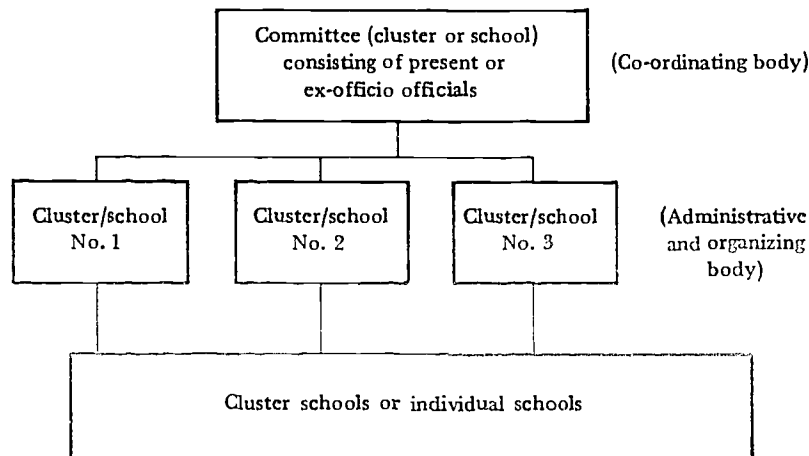 Committee (cluster or school)
consisting of present or
ex-officio officials
(Co-ordinating body)
Cluster/school
No. 1
Cluster/school
No. 2
Cluster/school
No. 3
(Administrative
and organizing
body)
Cluster schools or individual schools